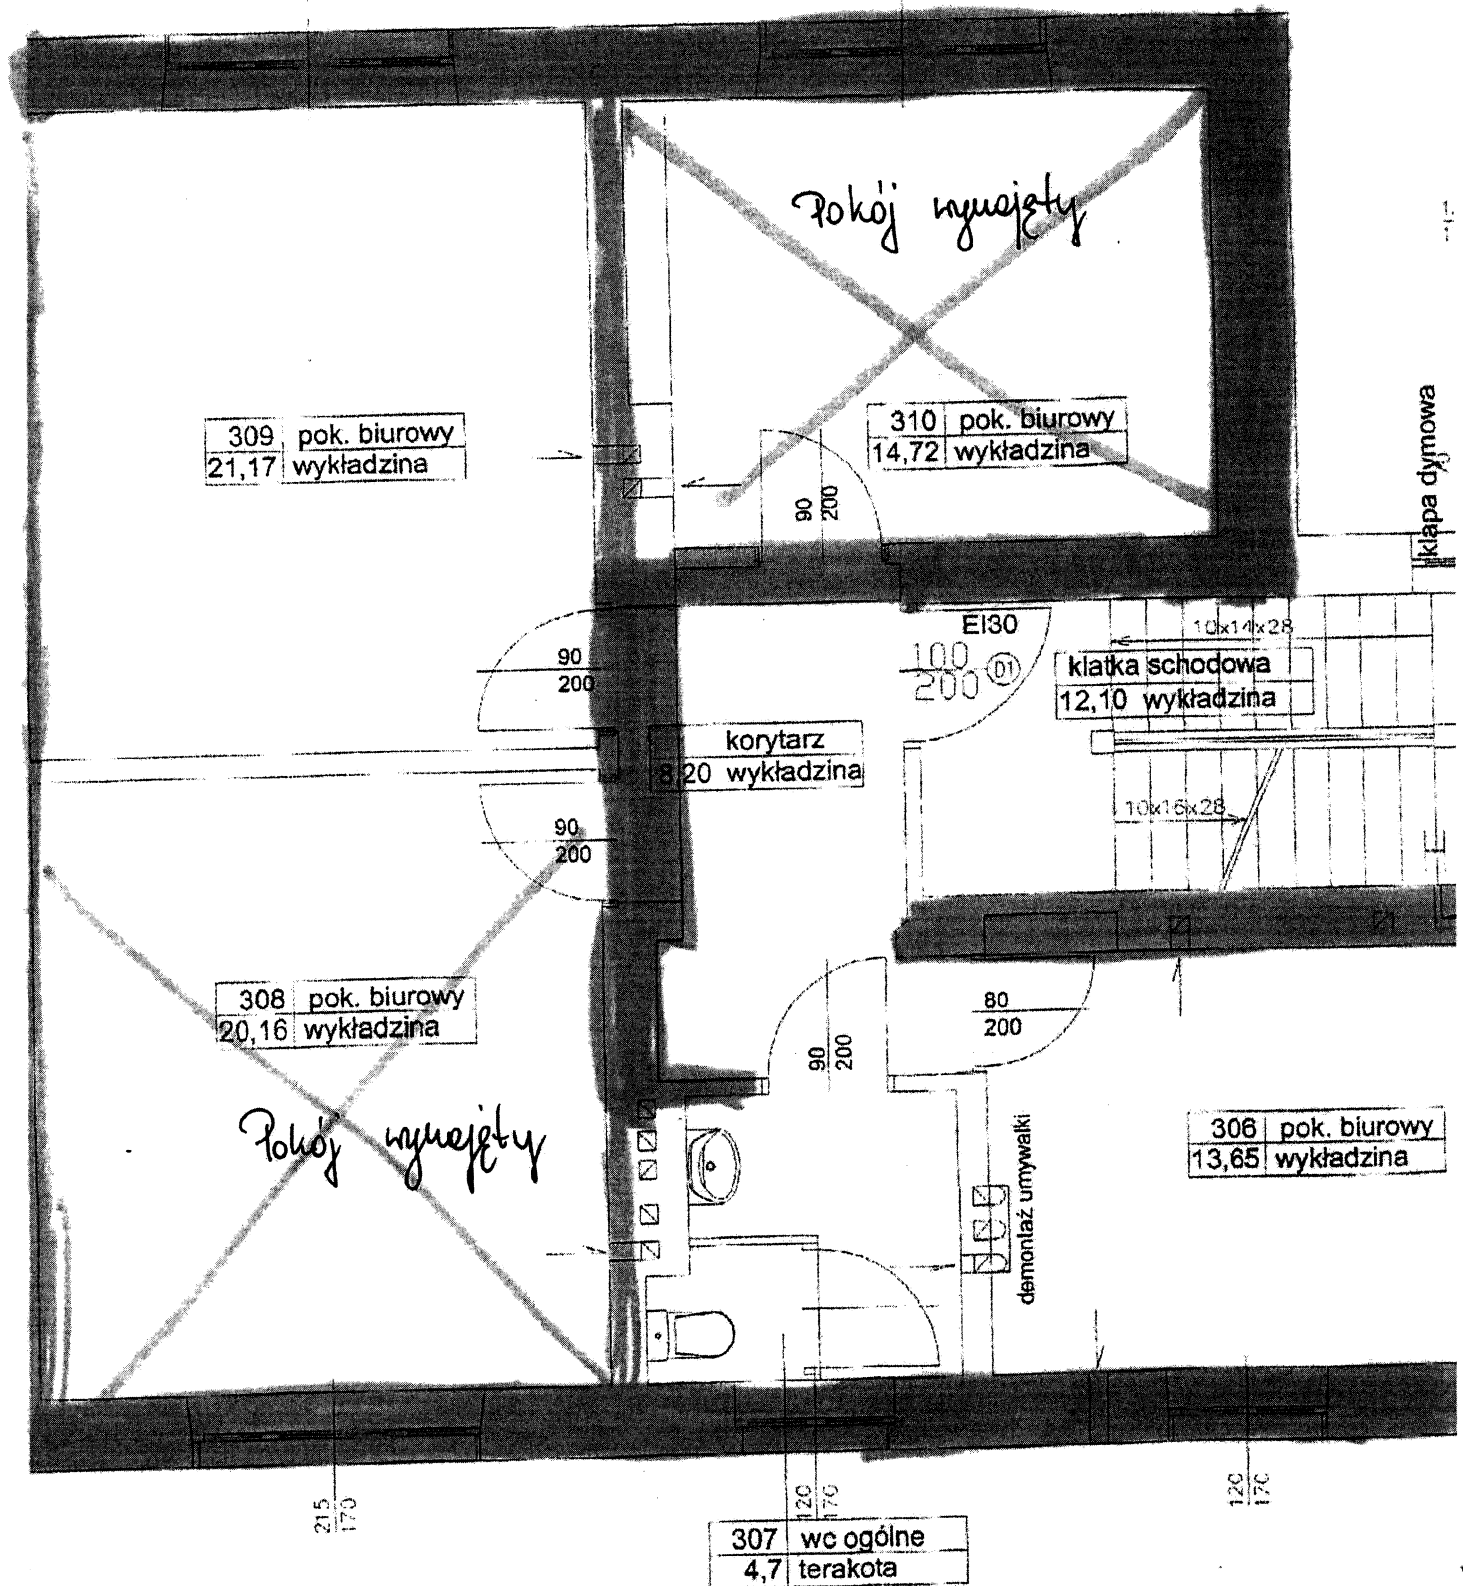 Pokój wynajęty
309 pok. biurowy
21,17 wykładzina
310 pok. biurowy
14,72 wykładzina
90
200
klapa dymowa
EI30
100
200
D1
10x14x28
klatka schodowa
12,10 wykładzina
90
200
korytarz
8,20 wykładzina
10x16x28
90
200
308 pok. biurowy
20,16 wykładzina
90
200
80
200
Pokój wynajęty
demontaż umywalki
306 pok. biurowy
13,65 wykładzina
215
170
120
170
120
170
307 wc ogólne
4,7 terakota